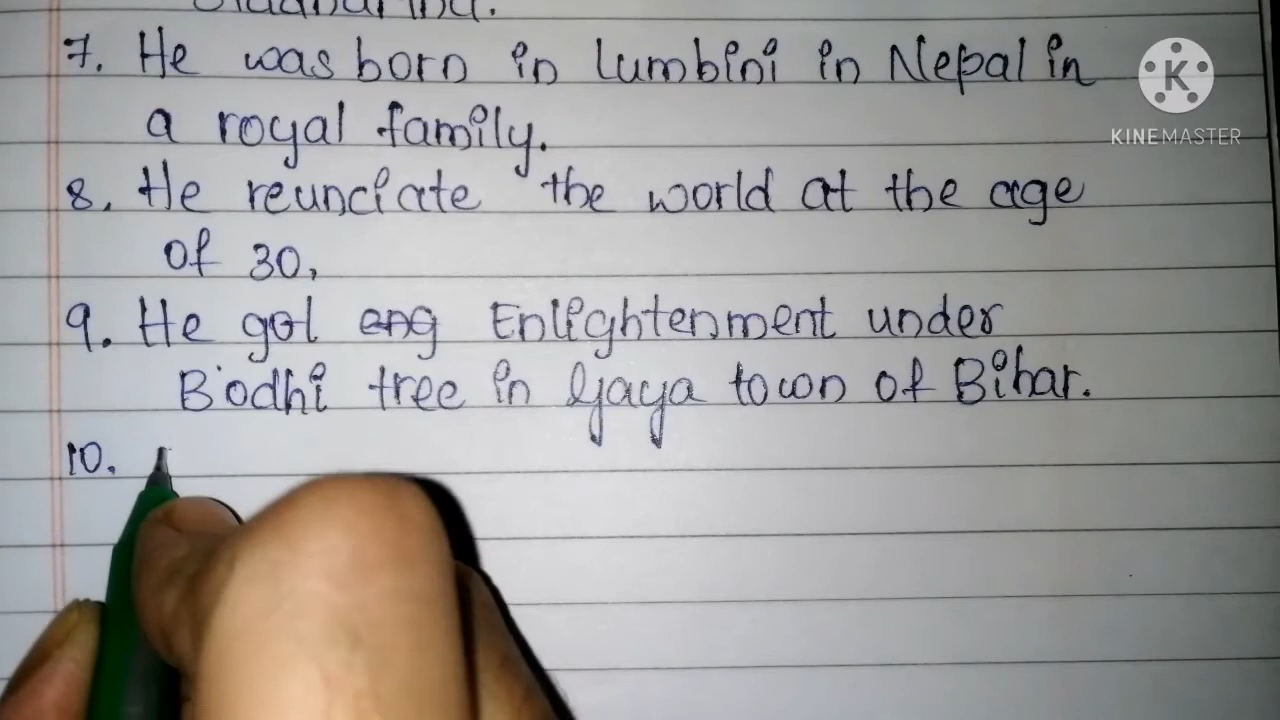 7. He was born in lumbini in Nepal in
a royal family.
8. He reunciate the world at the age
of 30,
9. He got eng Enlightenment under
Bodhi tree in Gaya town of Bihar.
10.
K
KINEMASTER